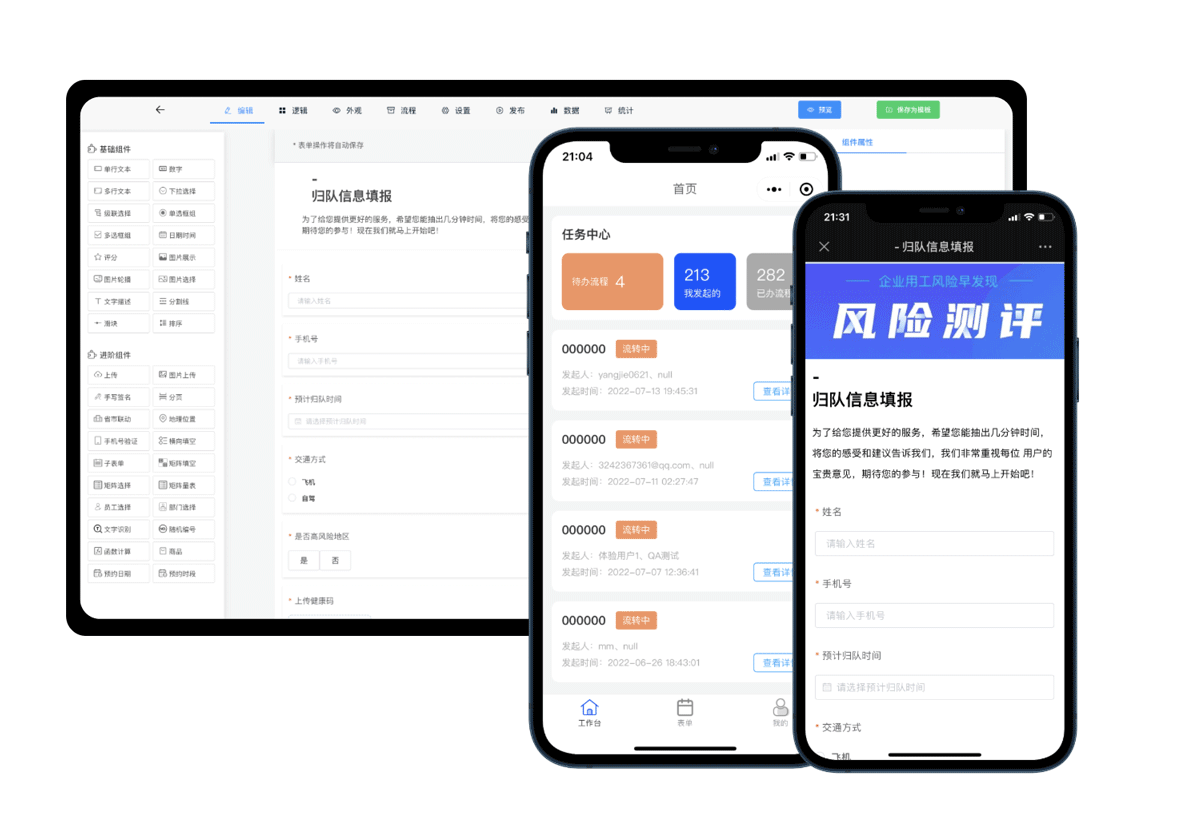 编辑
逻辑
外观
流程
设置
发布
数据
统计
预览
保存为模板
基础组件
单行文本
数字
多行文本
下拉选择
级联选择
单选框组
多选框组
日期时间
评分
图片展示
图片轮播
图片选择
文字描述
分割线
滑块
排序
进阶组件
上传
图片上传
手写签名
分页
省市联动
地理位置
手机号验证
横向填空
子表单
矩阵填空
矩阵选择
矩阵量表
员工选择
部门选择
文字识别
随机编号
函数计算
商品
预约日期
预约时段
* 表单操作将自动保存
-
归队信息填报
为了给您提供更好的服务，希望您能抽出几分钟时间，将您的感受
期待您的参与！现在我们就马上开始吧！
* 姓名
请输入姓名
* 手机号
请输入手机号
* 预计归队时间
请选择预计归队时间
* 交通方式
飞机
自驾
* 是否高风险地区
是
否
* 上传健康码
组件属性
21:04
首页
任务中心
待办流程 4
213
我发起的
282
已办流程
000000 流转中
发起人：yangjie0621、null
发起时间：2022-07-13 19:45:31
查看详
000000 流转中
发起人：3242367361@qq.com、null
发起时间：2022-07-11 02:27:47
查看详
000000 流转中
发起人：体验用户1、QA测试
发起时间：2022-07-07 12:36:41
查看详
000000 流转中
发起人：mm、null
发起时间：2022-06-26 18:43:01
查看详
工作台
表单
我的
21:31
- 归队信息填报
企业用工风险早发现
风险测评
-
归队信息填报
为了给您提供更好的服务，希望您能抽出几分钟时间，
将您的感受和建议告诉我们，我们非常重视每位 用户的
宝贵意见，期待您的参与！现在我们就马上开始吧！
* 姓名
请输入姓名
* 手机号
请输入手机号
* 预计归队时间
请选择预计归队时间
* 交通方式
飞机